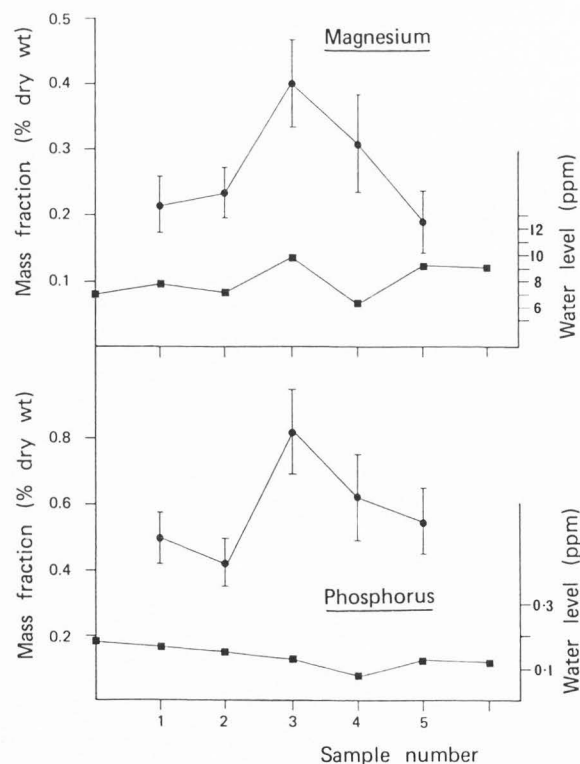 Magnesium
Mass fraction (% dry wt)
0.5
0.4
0.3
0.2
0.1
Water level (ppm)
12
10
8
6
Phosphorus
Mass fraction (% dry wt)
0.8
0.6
0.4
0.2
Water level (ppm)
0·3
0·1
1 2 3 4 5
Sample number